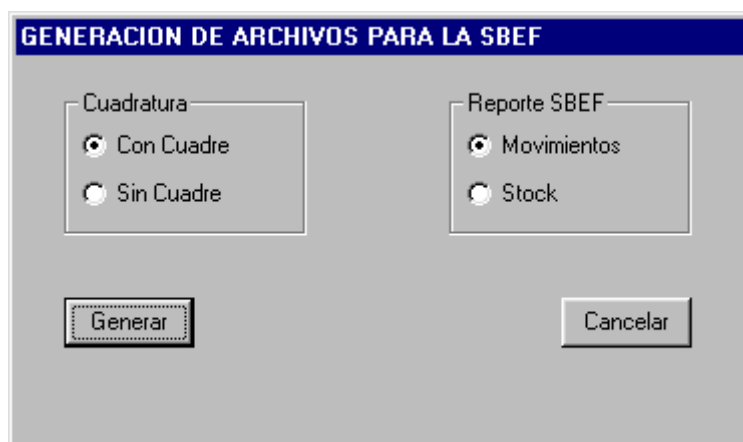 GENERACION DE ARCHIVOS PARA LA SBEF
Cuadratura
Con Cuadre
Sin Cuadre
Reporte SBEF
Movimientos
Stock
Generar
Cancelar